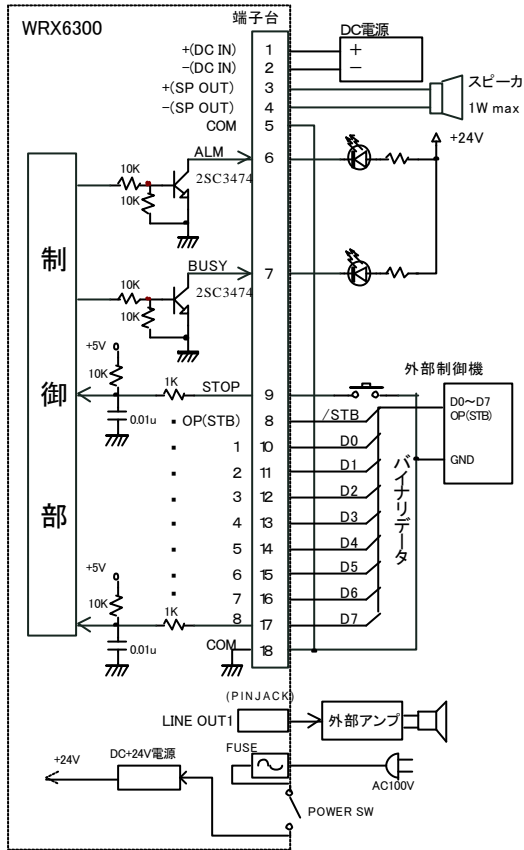 WRX6300
端子台
DC電源
+(DC IN) 1 +
−(DC IN) 2 −
+(SP OUT) 3
スピーカ
−(SP OUT) 4
1W max
COM 5
+24V
ALM 6
10K
2SC3474
10K
制
BUSY 7
10K
2SC3474
10K
+5V
外部制御機
10K
1K
STOP 9
御
0.01u
OP(STB) 8
/STB
D0～D7
OP(STB)
1 10 D0
GND
2 11 D1
3 12 D2
バイナリデータ
部
4 13 D3
5 14 D4
6 15 D5
+5V
7 16 D6
10K
1K
8 17 D7
0.01u
COM 18
(PINJACK)
LINE OUT1
外部アンプ
FUSE
+24V
DC+24V電源
AC100V
POWER SW